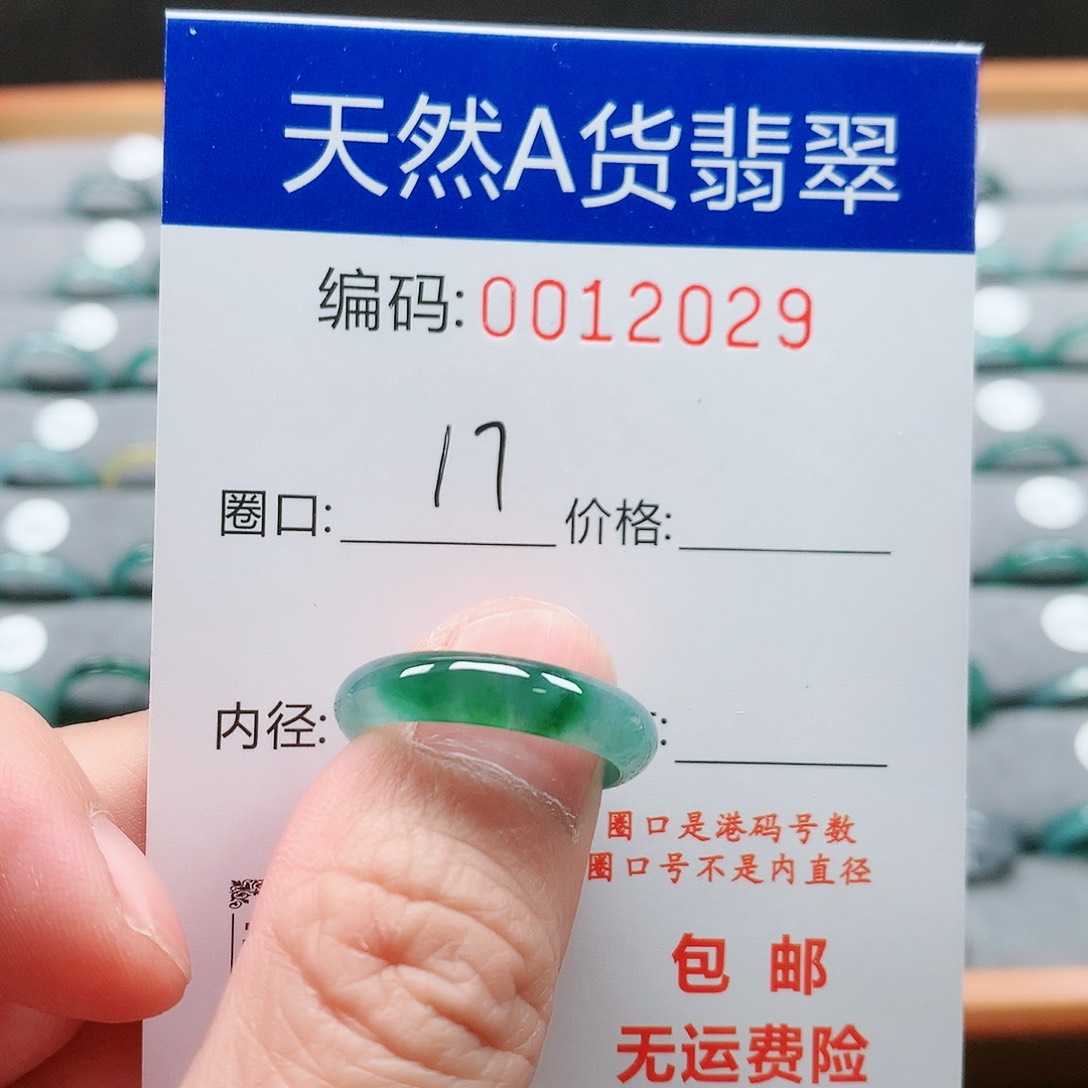 天然A货翡翠
编码:0012029
圈口: 17 价格:
内径: :
圈口是港码号数
圈口号不是内直径
包 邮
无运费险